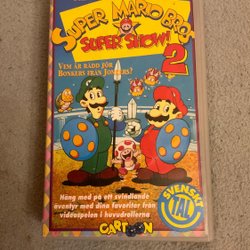 SUPER MARIO BROS
SUPER SHOW!
2
VEM ÄR RÄDD FÖR
BONKERS FRÅN JONKERS?
SVENSKT
TAL
Häng med på ett svindlande
äventyr med dina favoriter från
videospelen i huvudrollerna
CARTOON